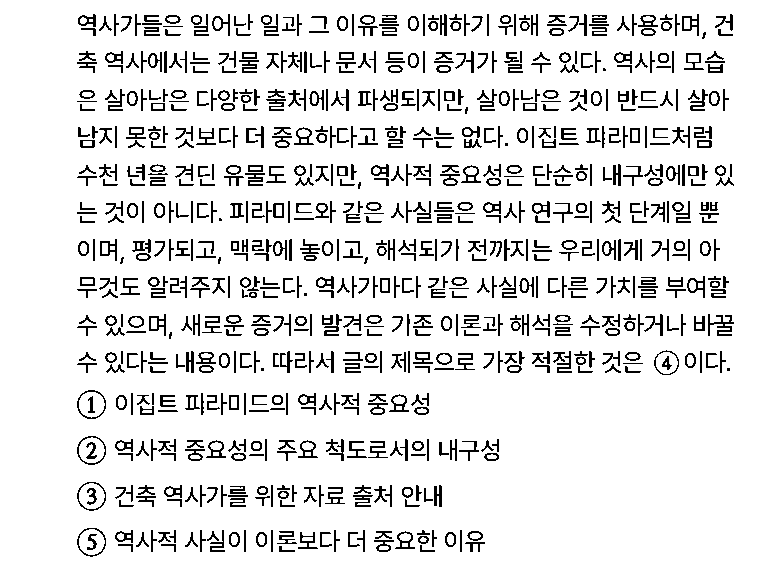 역사가들은 일어난 일과 그 이유를 이해하기 위해 증거를 사용하며, 건
축 역사에서는 건물 자체나 문서 등이 증거가 될 수 있다. 역사의 모습
은 살아남은 다양한 출처에서 파생되지만, 살아남은 것이 반드시 살아
남지 못한 것보다 더 중요하다고 할 수는 없다. 이집트 피라미드처럼
수천 년을 견딘 유물도 있지만, 역사적 중요성은 단순히 내구성에만 있
는 것이 아니다. 피라미드와 같은 사실들은 역사 연구의 첫 단계일 뿐
이며, 평가되고, 맥락에 놓이고, 해석되기 전까지는 우리에게 거의 아
무것도 알려주지 않는다. 역사가마다 같은 사실에 다른 가치를 부여할
수 있으며, 새로운 증거의 발견은 기존 이론과 해석을 수정하거나 바꿀
수 있다는 내용이다. 따라서 글의 제목으로 가장 적절한 것은 ④이다.
① 이집트 피라미드의 역사적 중요성
② 역사적 중요성의 주요 척도로서의 내구성
③ 건축 역사가를 위한 자료 출처 안내
⑤ 역사적 사실이 이론보다 더 중요한 이유